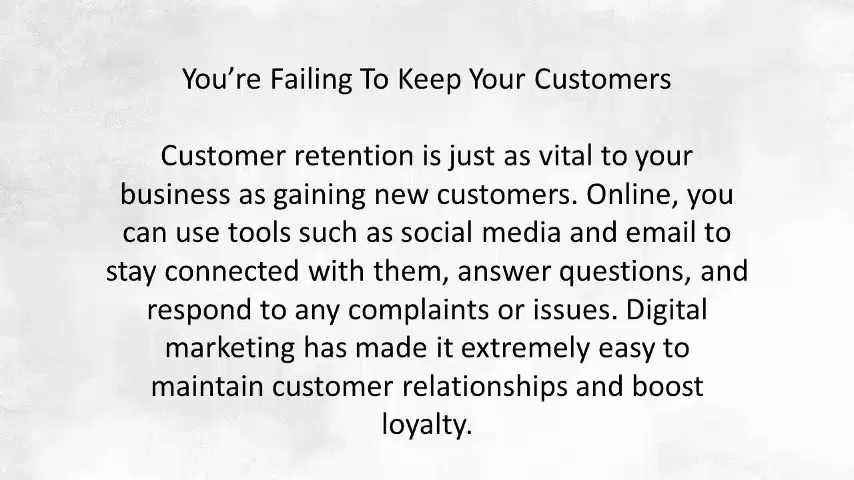 You’re Failing To Keep Your Customers
Customer retention is just as vital to your
business as gaining new customers. Online, you
can use tools such as social media and email to
stay connected with them, answer questions, and
respond to any complaints or issues. Digital
marketing has made it extremely easy to
maintain customer relationships and boost
loyalty.